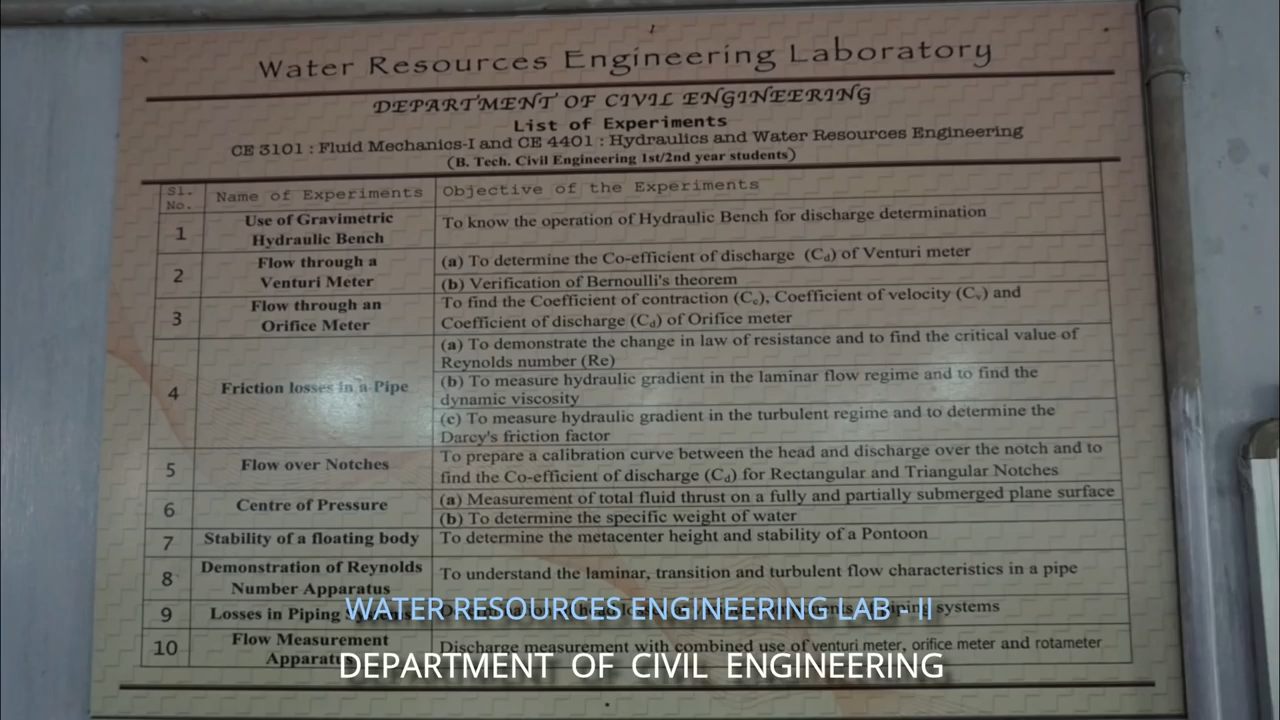 Water Resources Engineering Laboratory
DEPARTMENT OF CIVIL ENGINEERING
List of Experiments
CE 3101 : Fluid Mechanics-I and CE 4401 : Hydraulics and Water Resources Engineering
(B. Tech. Civil Engineering 1st/2nd year students)
Sl. No. Name of Experiments Objective of the Experiments
1 Use of Gravimetric Hydraulic Bench To know the operation of Hydraulic Bench for discharge determination
2 Flow through a Venturi Meter (a) To determine the Co-efficient of discharge (Cd) of Venturi meter
(b) Verification of Bernoulli's theorem
3 Flow through an Orifice Meter To find the Coefficient of contraction (Cc), Coefficient of velocity (Cv) and
Coefficient of discharge (Cd) of Orifice meter
4 Friction losses in a Pipe (a) To demonstrate the change in law of resistance and to find the critical value of
Reynolds number (Re)
(b) To measure hydraulic gradient in the laminar flow regime and to find the
dynamic viscosity
(c) To measure hydraulic gradient in the turbulent regime and to determine the
Darcy's friction factor
5 Flow over Notches To prepare a calibration curve between the head and discharge over the notch and to
find the Co-efficient of discharge (Cd) for Rectangular and Triangular Notches
6 Centre of Pressure (a) Measurement of total fluid thrust on a fully and partially submerged plane surface
(b) To determine the specific weight of water
7 Stability of a floating body To determine the metacenter height and stability of a Pontoon
8 Demonstration of Reynolds Number Apparatus To understand the laminar, transition and turbulent flow characteristics in a pipe
9 Losses in Piping systems
WATER RESOURCES ENGINEERING LAB - II
10 Flow Measurement Apparatus Discharge measurement with combined use of venturi meter, orifice meter and rotameter
DEPARTMENT OF CIVIL ENGINEERING